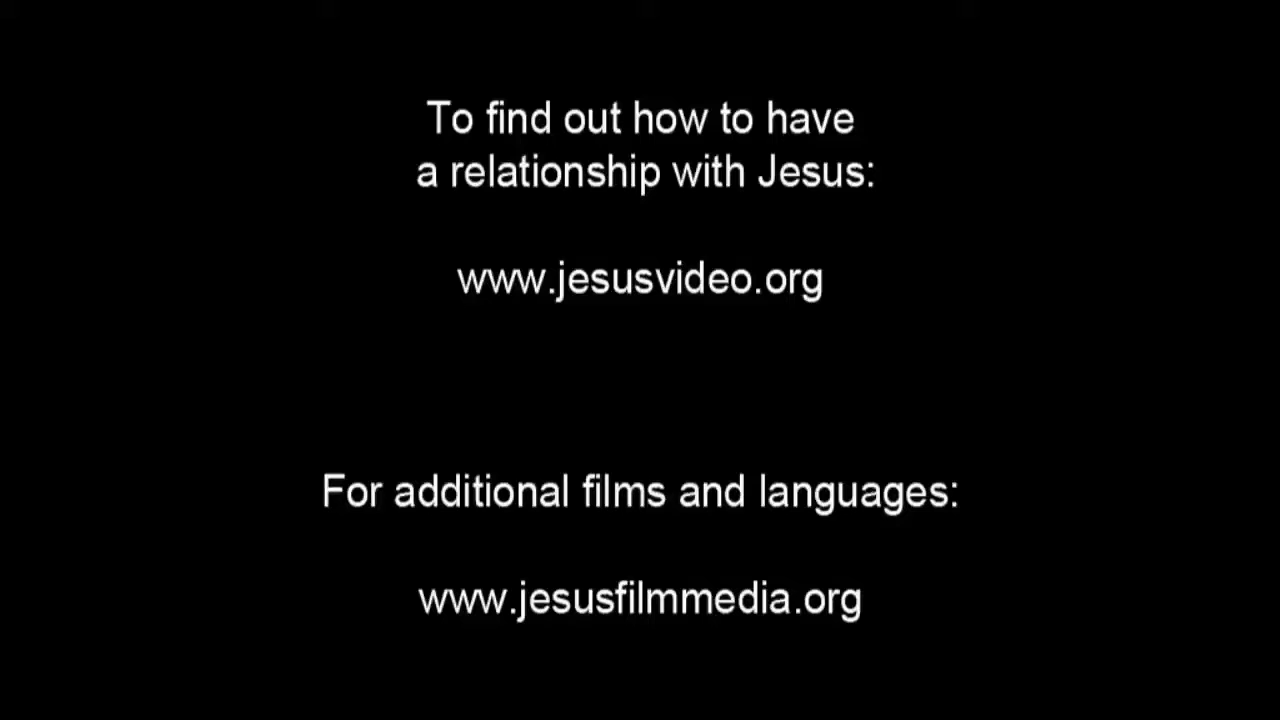 To find out how to have
a relationship with Jesus:
www.jesusvideo.org
For additional films and languages:
www.jesusfilmmedia.org